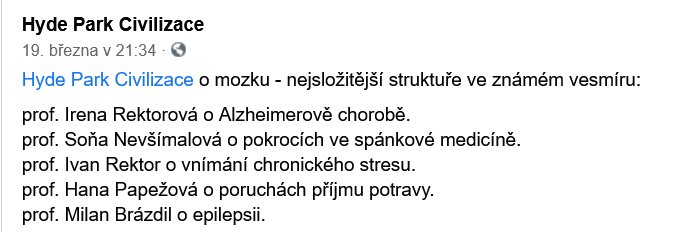 Hyde Park Civilizace
19. března v 21:34 ·
Hyde Park Civilizace o mozku - nejsložitější struktuře ve známém vesmíru:
prof. Irena Rektorová o Alzheimerově chorobě.
prof. Soňa Nevšímalová o pokrocích ve spánkové medicíně.
prof. Ivan Rektor o vnímání chronického stresu.
prof. Hana Papežová o poruchách příjmu potravy.
prof. Milan Brázdil o epilepsii.